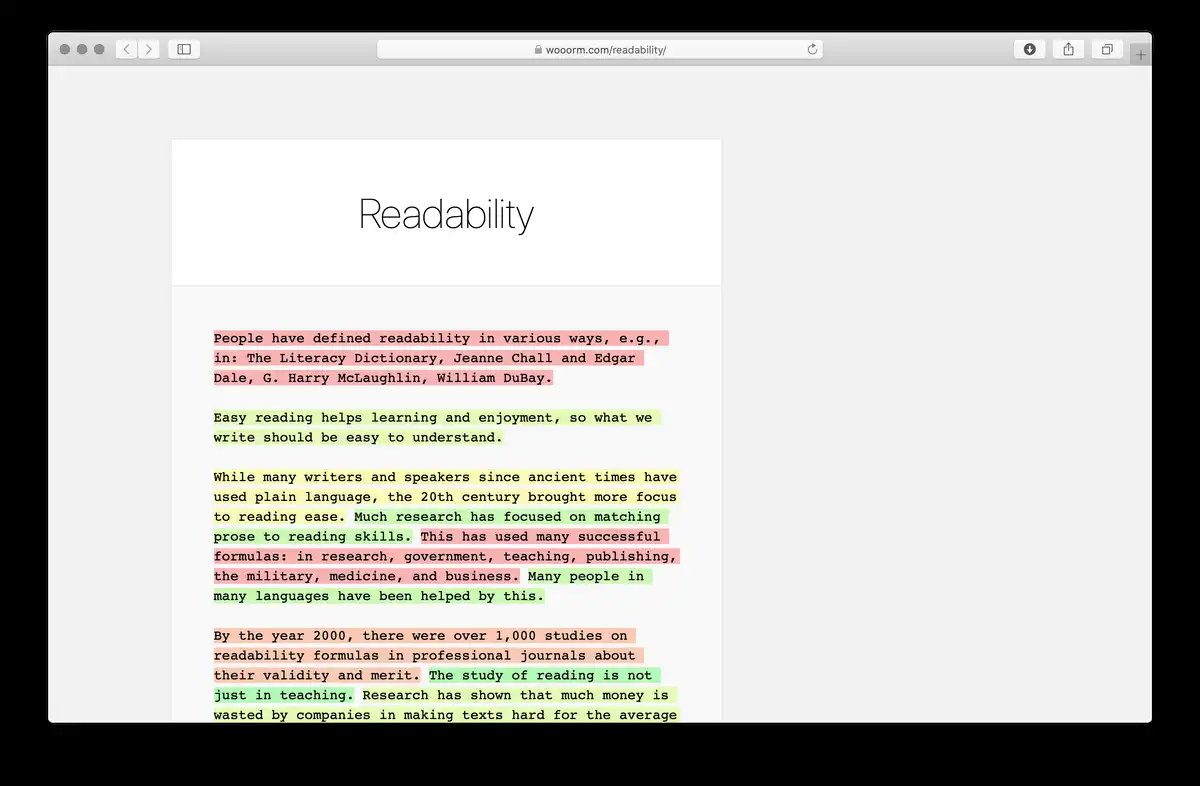 wooorm.com/readability/
Readability
People have defined readability in various ways, e.g.,
in: The Literacy Dictionary, Jeanne Chall and Edgar
Dale, G. Harry McLaughlin, William DuBay.
Easy reading helps learning and enjoyment, so what we
write should be easy to understand.
While many writers and speakers since ancient times have
used plain language, the 20th century brought more focus
to reading ease. Much research has focused on matching
prose to reading skills. This has used many successful
formulas: in research, government, teaching, publishing,
the military, medicine, and business. Many people in
many languages have been helped by this.
By the year 2000, there were over 1,000 studies on
readability formulas in professional journals about
their validity and merit. The study of reading is not
just in teaching. Research has shown that much money is
wasted by companies in making texts hard for the average